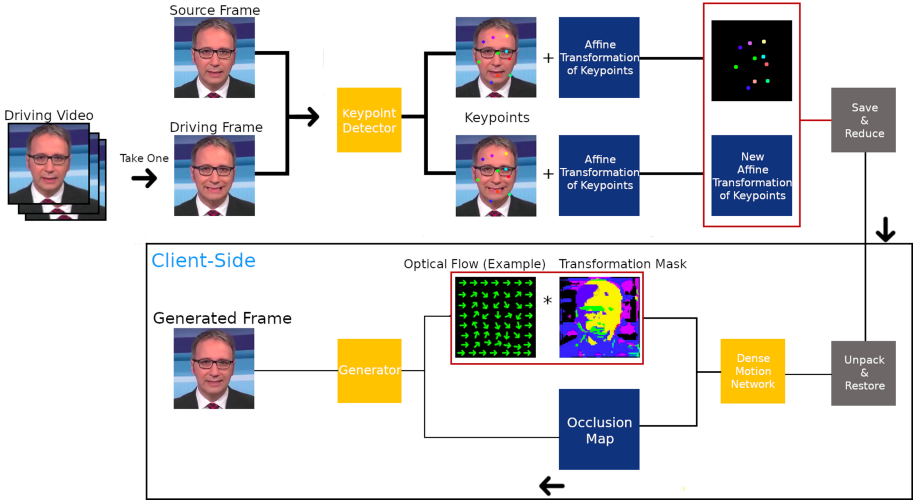 Source Frame
Driving Video
Driving Frame
Take One
Keypoint
Detector
Keypoints
+
Affine
Transformation
of Keypoints
+
Affine
Transformation
of Keypoints
New
Affine
Transformation
of Keypoints
Save
&
Reduce
Client-Side
Optical Flow (Example)
*
Transformation Mask
Generated Frame
Generator
Occlusion
Map
Dense
Motion
Network
Unpack
&
Restore